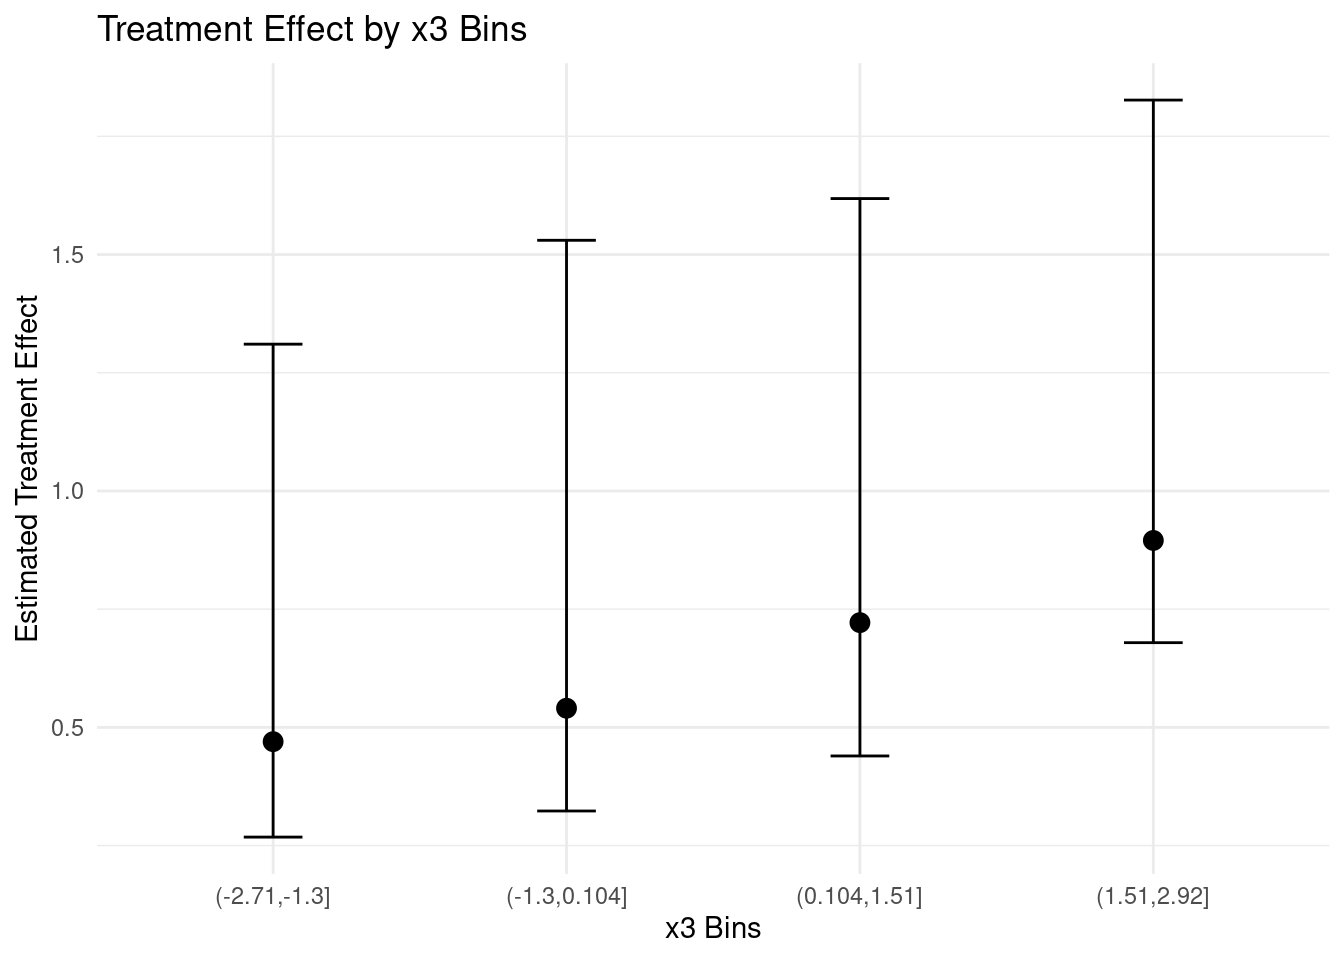 Treatment Effect by x3 Bins
Estimated Treatment Effect
1.5
1.0
0.5
(-2.71,-1.3]
(-1.3,0.104]
(0.104,1.51]
(1.51,2.92]
x3 Bins